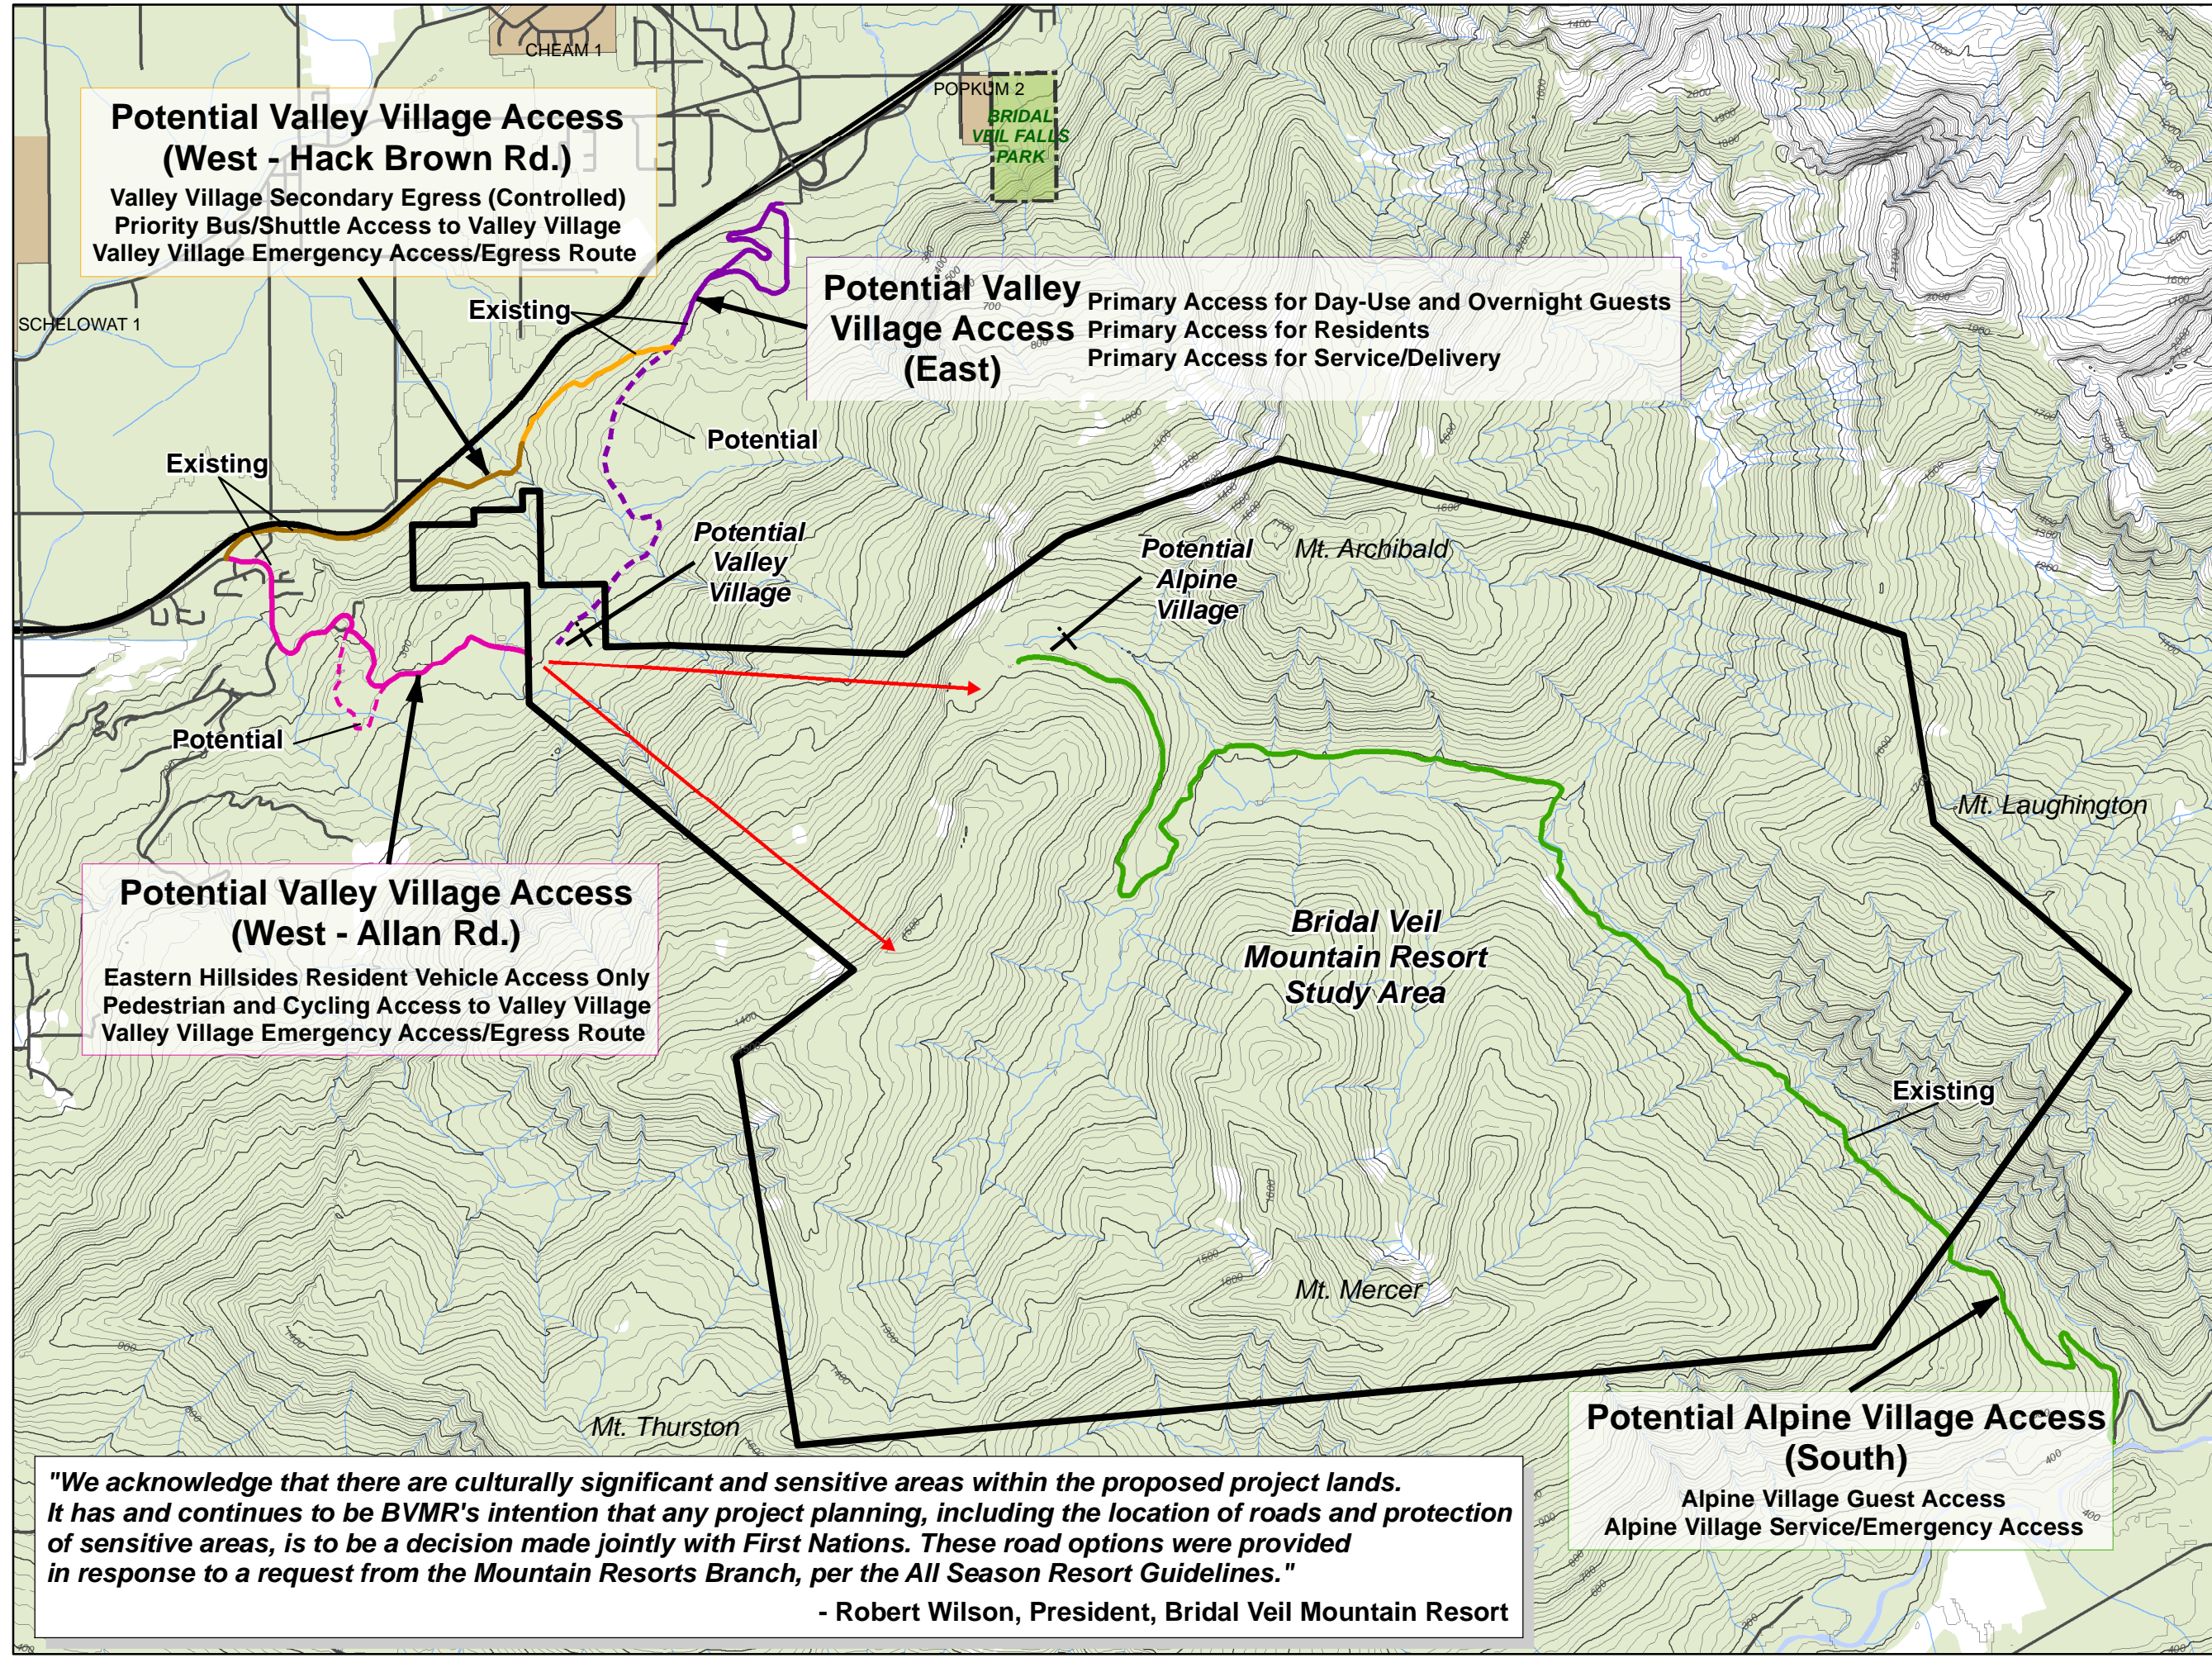 CHEAM 1
POPKUM 2
BRIDAL
VEIL FALLS
PARK
Potential Valley Village Access
(West - Hack Brown Rd.)
Valley Village Secondary Egress (Controlled)
Priority Bus/Shuttle Access to Valley Village
Valley Village Emergency Access/Egress Route
SCHELOWAT 1
Existing
Potential Valley
Village Access
(East)
Primary Access for Day-Use and Overnight Guests
Primary Access for Residents
Primary Access for Service/Delivery
Potential
Existing
Potential
Valley
Village
Potential
Alpine
Village
Mt. Archibald
Potential
Mt. Laughington
Potential Valley Village Access
(West - Allan Rd.)
Eastern Hillsides Resident Vehicle Access Only
Pedestrian and Cycling Access to Valley Village
Valley Village Emergency Access/Egress Route
Bridal Veil
Mountain Resort
Study Area
Existing
Mt. Mercer
Mt. Thurston
Potential Alpine Village Access
(South)
Alpine Village Guest Access
Alpine Village Service/Emergency Access
"We acknowledge that there are culturally significant and sensitive areas within the proposed project lands.
It has and continues to be BVMR's intention that any project planning, including the location of roads and protection
of sensitive areas, is to be a decision made jointly with First Nations. These road options were provided
in response to a request from the Mountain Resorts Branch, per the All Season Resort Guidelines."
- Robert Wilson, President, Bridal Veil Mountain Resort